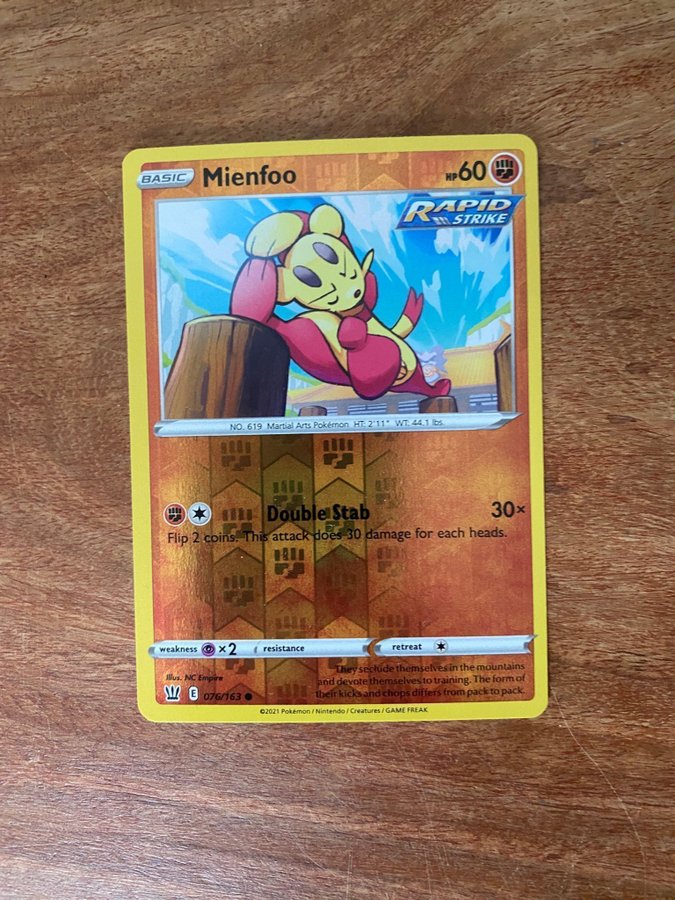 BASIC Mienfoo HP 60
RAPID
STRIKE
NO. 619 Martial Arts Pokémon HT: 2'11" WT: 44.1 lbs.
Double Stab 30×
Flip 2 coins. This attack does 30 damage for each heads.
weakness ×2 resistance retreat
They seclude themselves in the mountains
and devote themselves to training. The form of
their kicks and chops differs from pack to pack.
Illus. NC Empire
E 076/163
©2021 Pokémon / Nintendo / Creatures / GAME FREAK